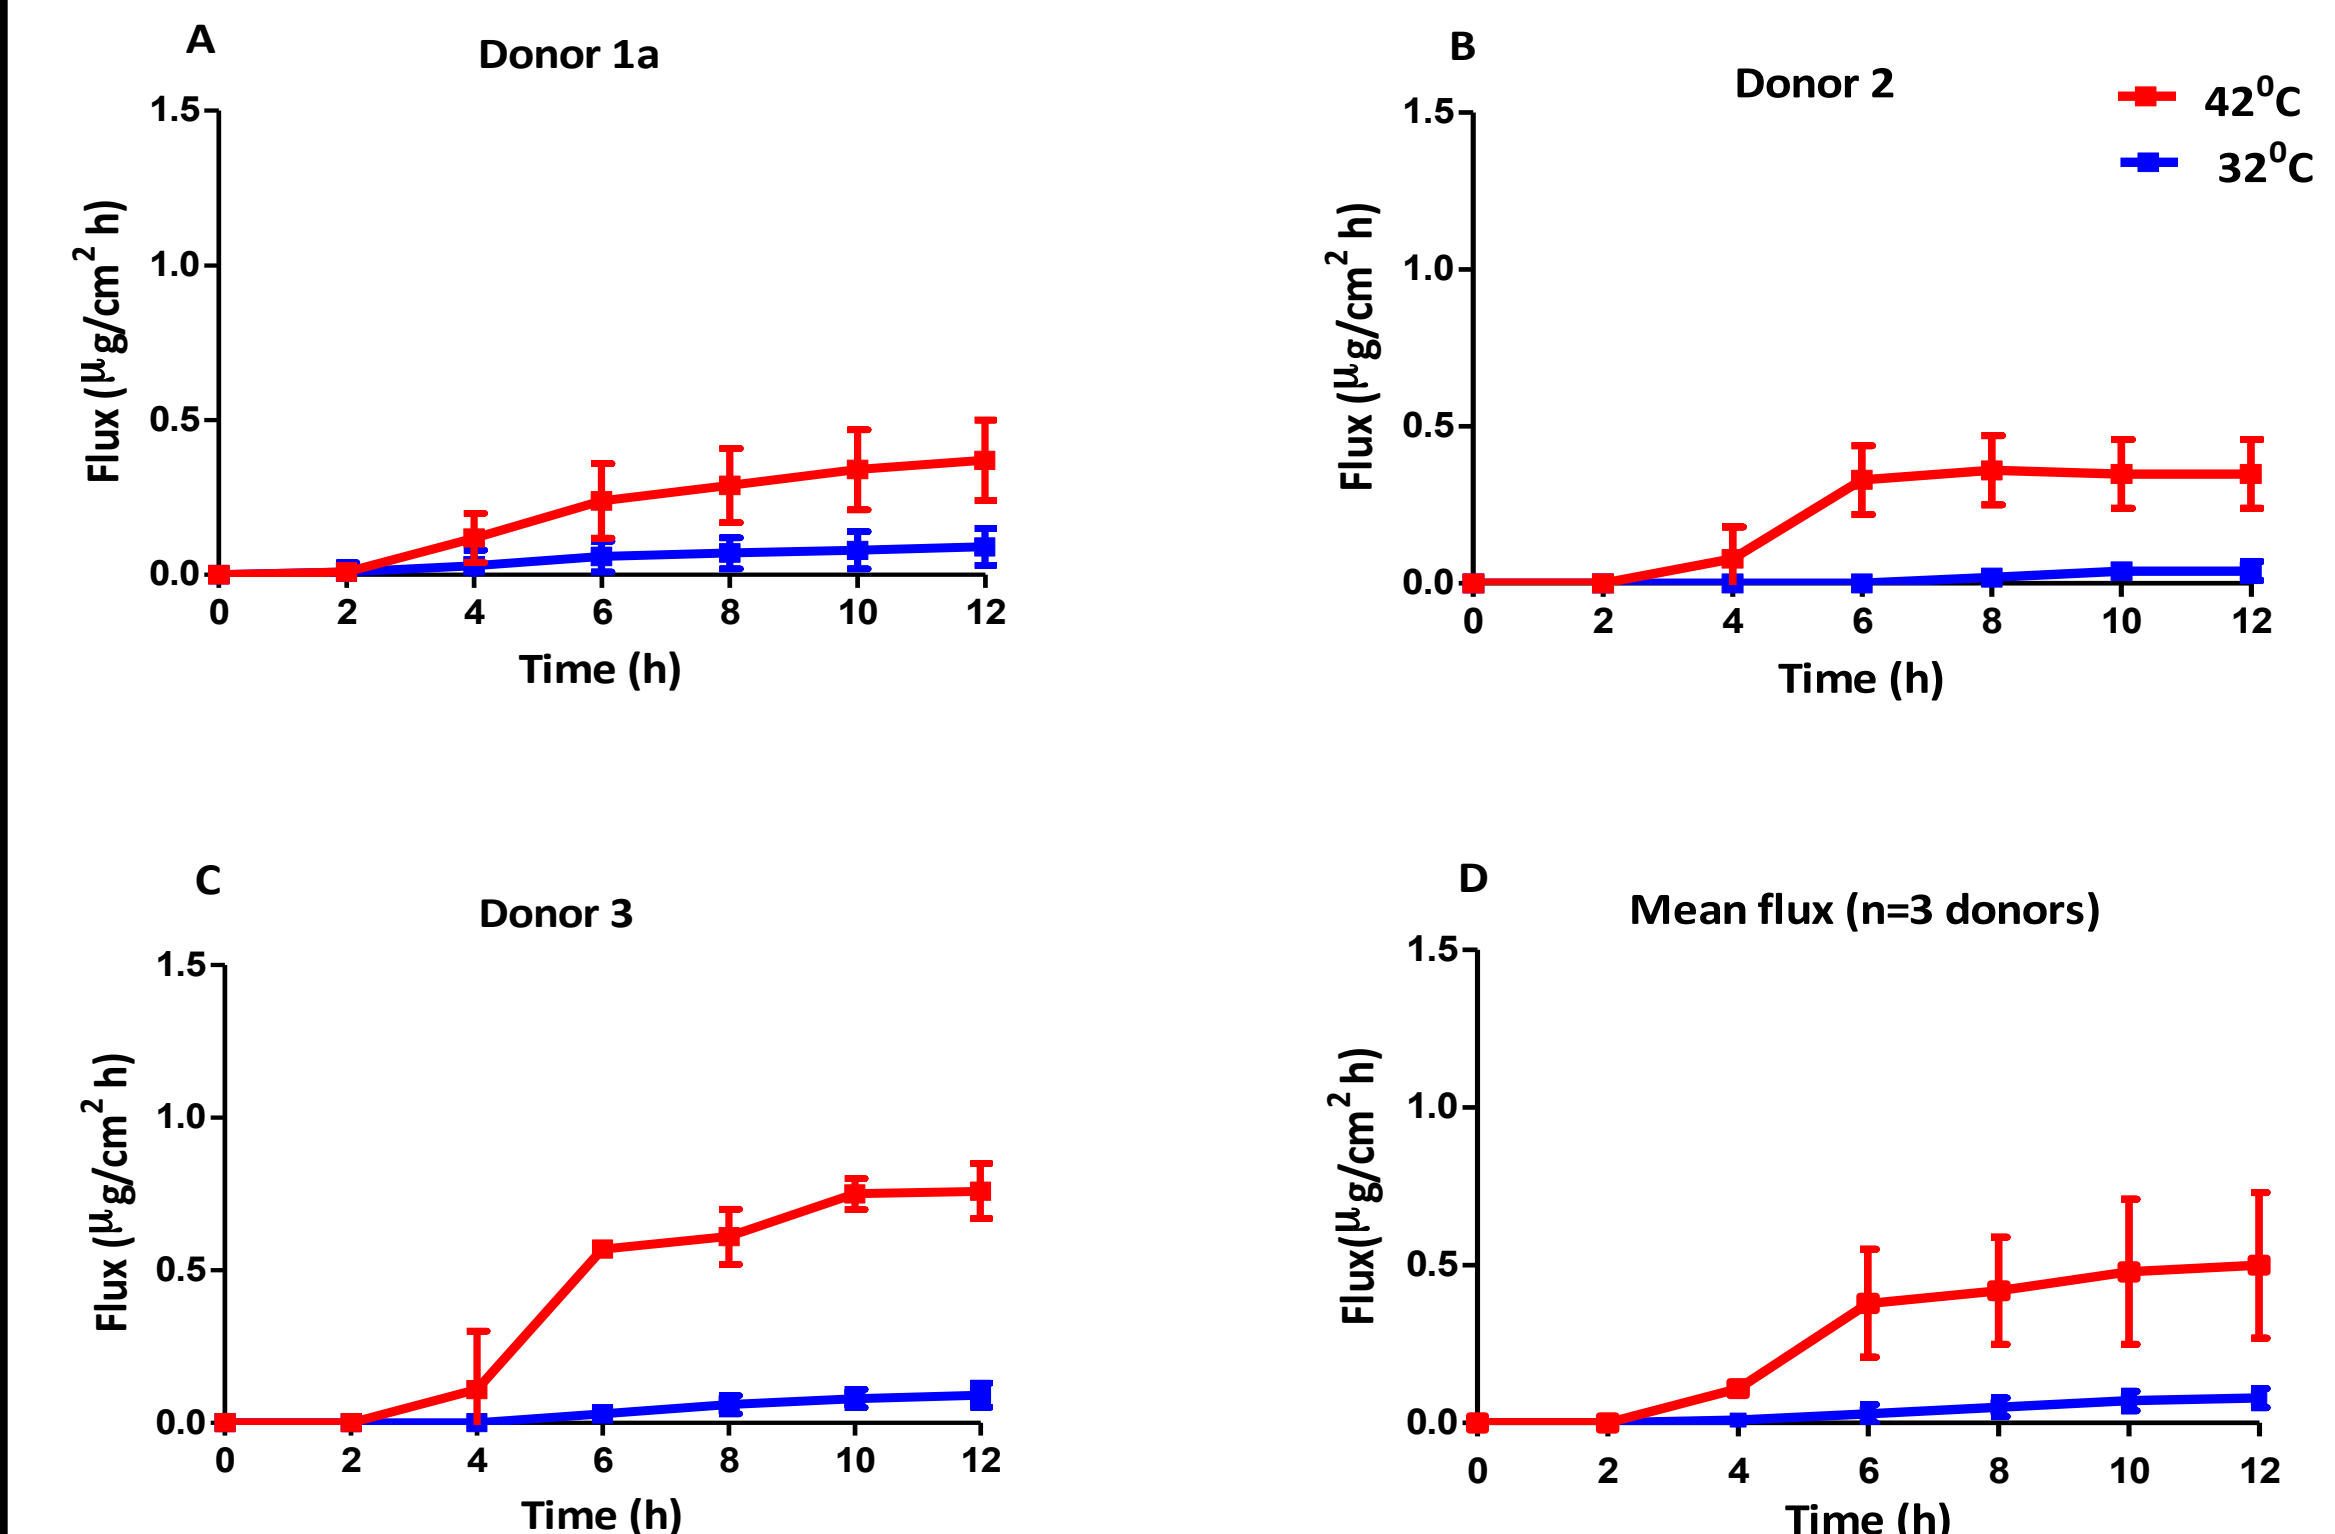 A
Donor 1a
1.5
1.0
0.5
0.0
Flux (μg/cm² h)
0 2 4 6 8 10 12
Time (h)
B
Donor 2
42⁰C
32⁰C
1.5
1.0
0.5
0.0
Flux (μg/cm² h)
0 2 4 6 8 10 12
Time (h)
C
Donor 3
1.5
1.0
0.5
0.0
Flux (μg/cm² h)
0 2 4 6 8 10 12
Time (h)
D
Mean flux (n=3 donors)
1.5
1.0
0.5
0.0
Flux(μg/cm² h)
0 2 4 6 8 10 12
Time (h)